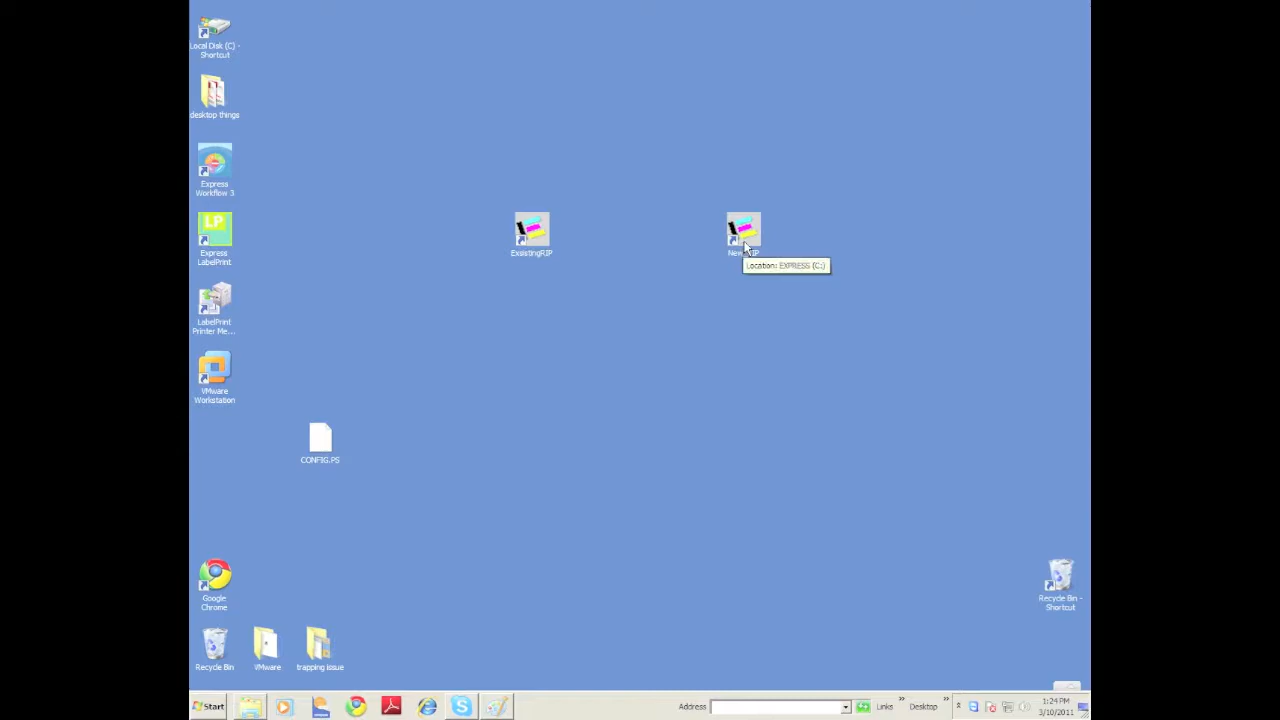 Local Disk (C) -
Shortcut
desktop things
Express
Workflow 3
LP
Express
LabelPrint
LabelPrint
Printer Me...
VMware
Workstation
ExsistingRIP
Location: EXPRESS (C:)
CONFIG.PS
Google
Chrome
Recycle Bin -
Shortcut
Recycle Bin
VMware
trapping issue
Start
Address
Links
Desktop
1:24 PM
3/10/2011